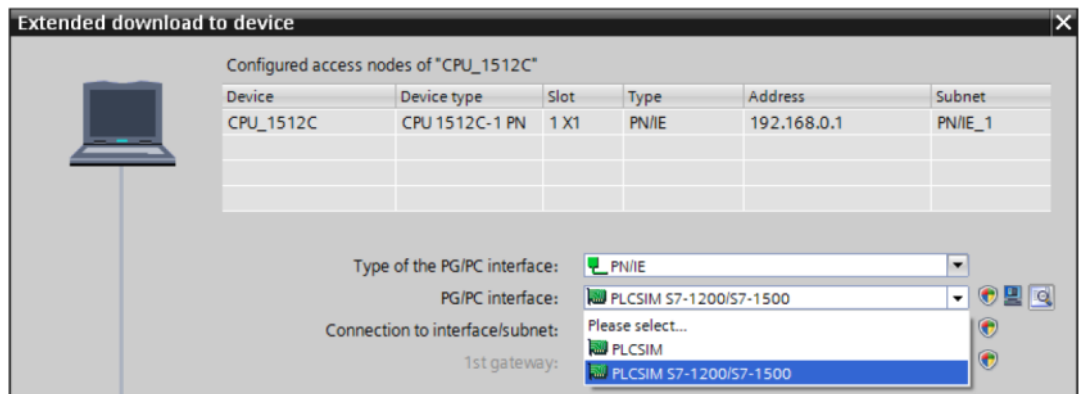 Extended download to device
Configured access nodes of "CPU_1512C"
Device Device type Slot Type Address Subnet
CPU_1512C CPU 1512C-1 PN 1 X1 PN/IE 192.168.0.1 PN/IE_1
Type of the PG/PC interface: PN/IE
PG/PC interface: PLCSIM S7-1200/S7-1500
Connection to interface/subnet: Please select...
PLCSIM
1st gateway: PLCSIM S7-1200/S7-1500